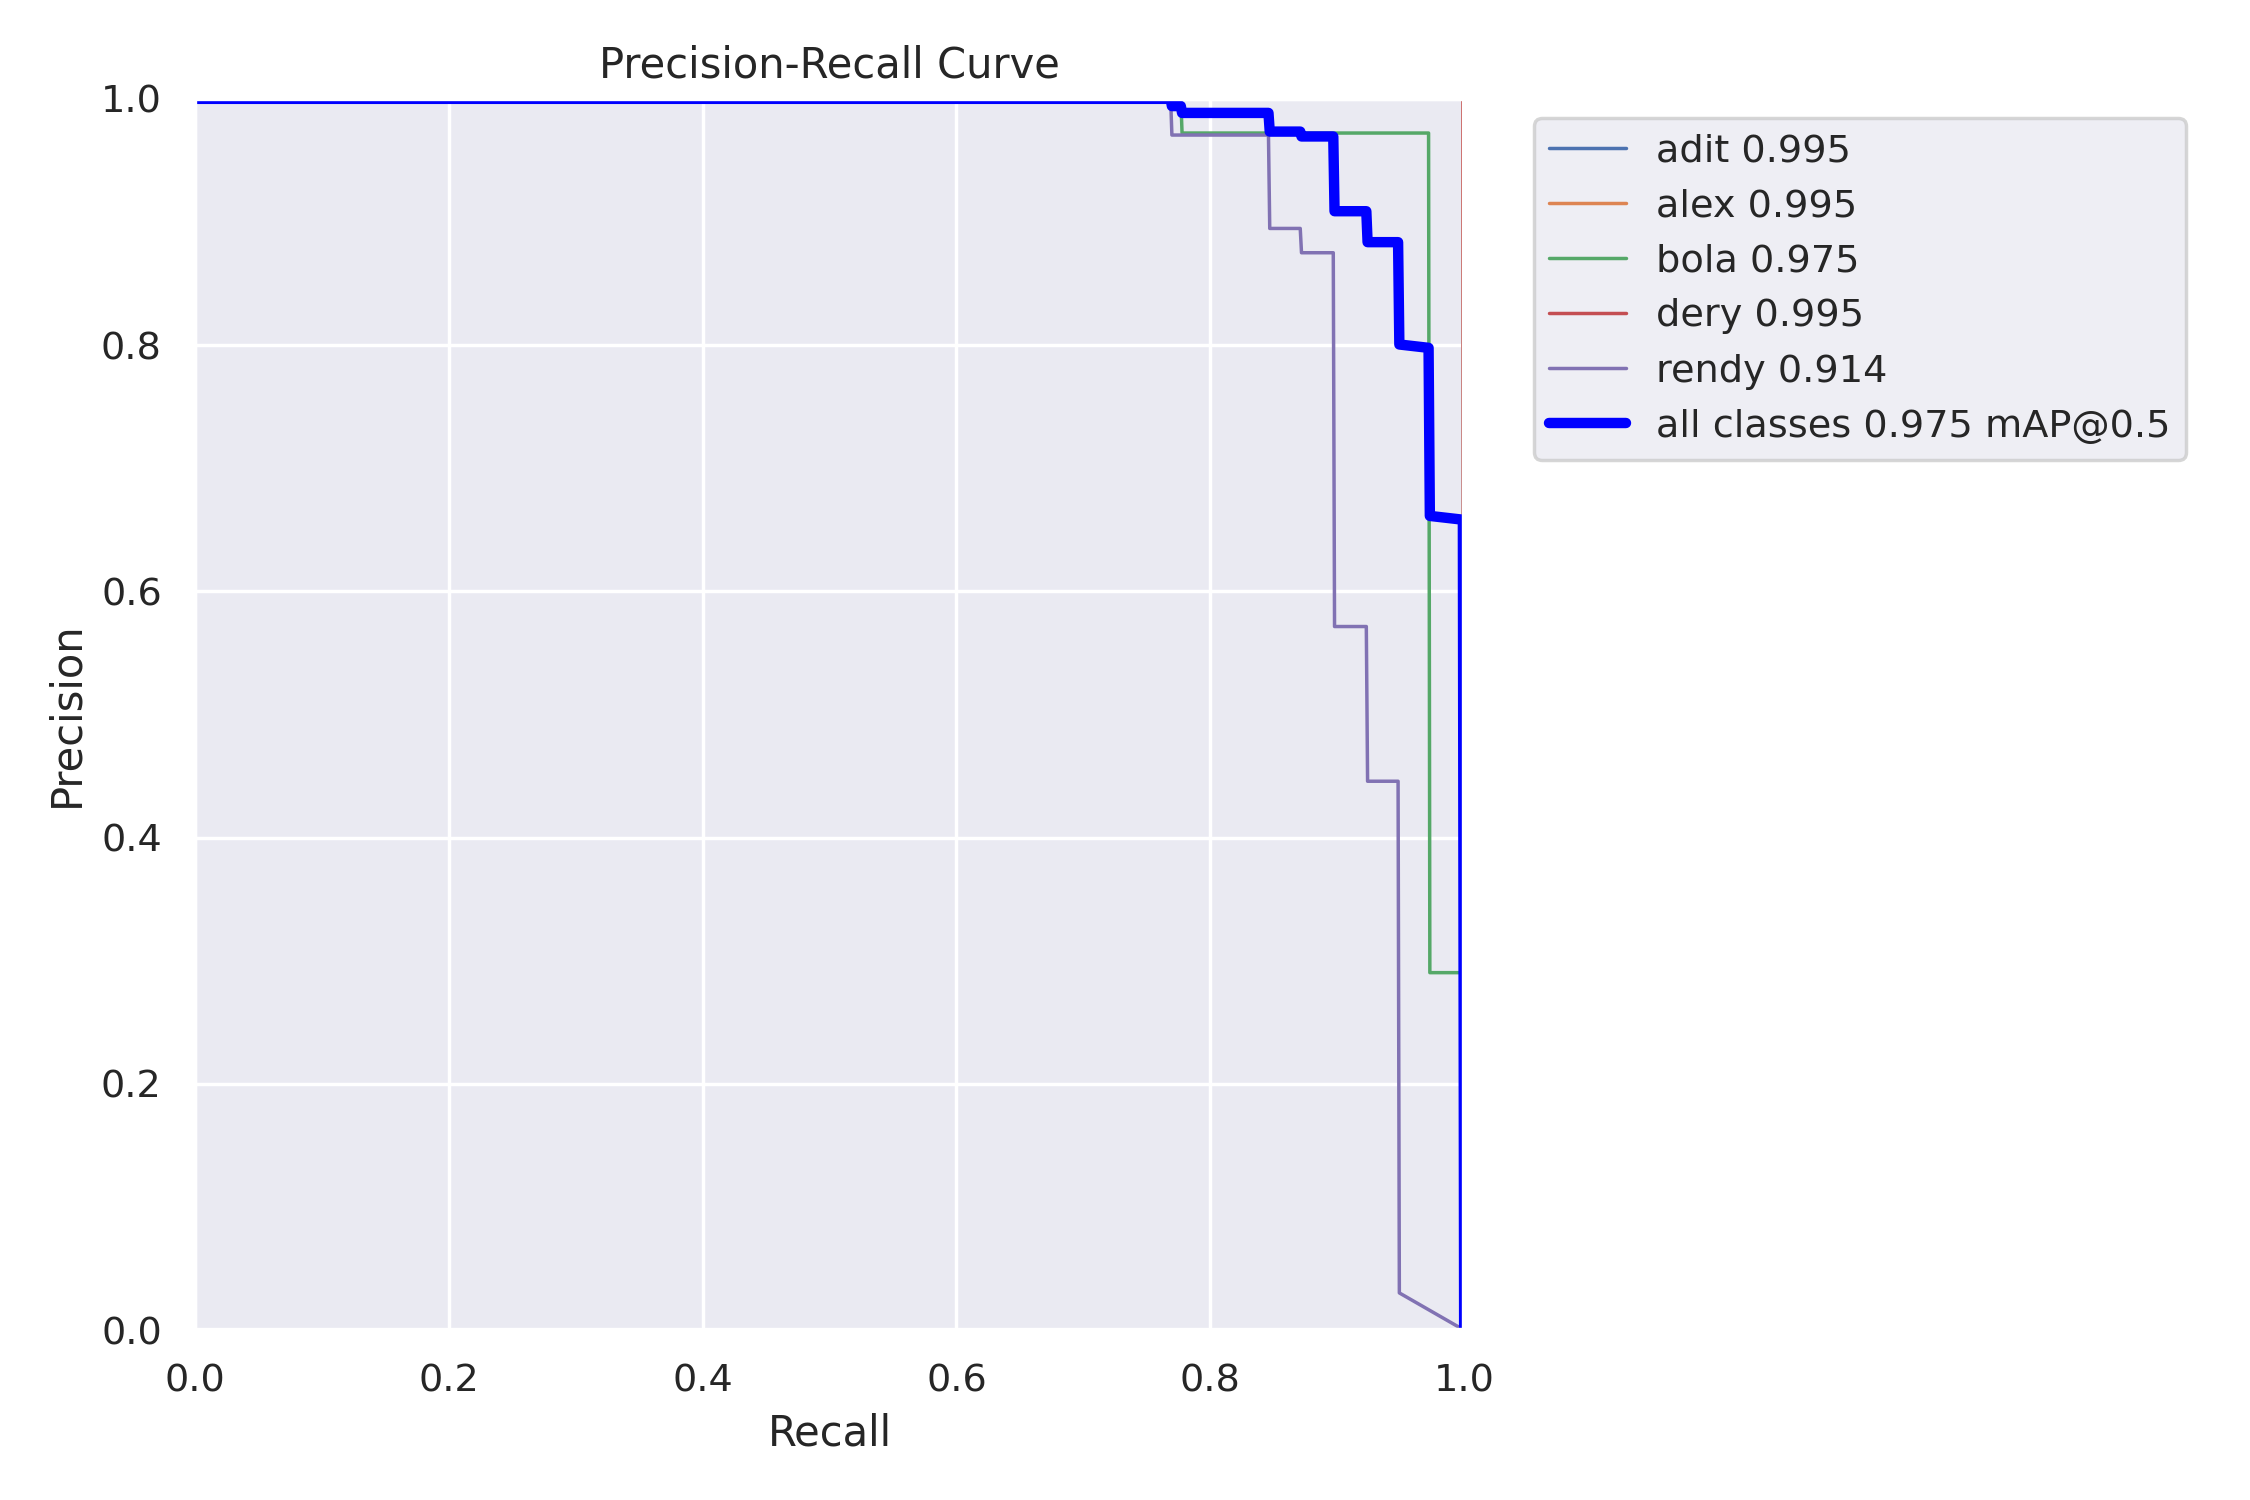 Precision-Recall Curve
1.0
0.8
0.6
0.4
0.2
0.0
Precision
0.0 0.2 0.4 0.6 0.8 1.0
Recall
adit 0.995
alex 0.995
bola 0.975
dery 0.995
rendy 0.914
all classes 0.975 mAP@0.5